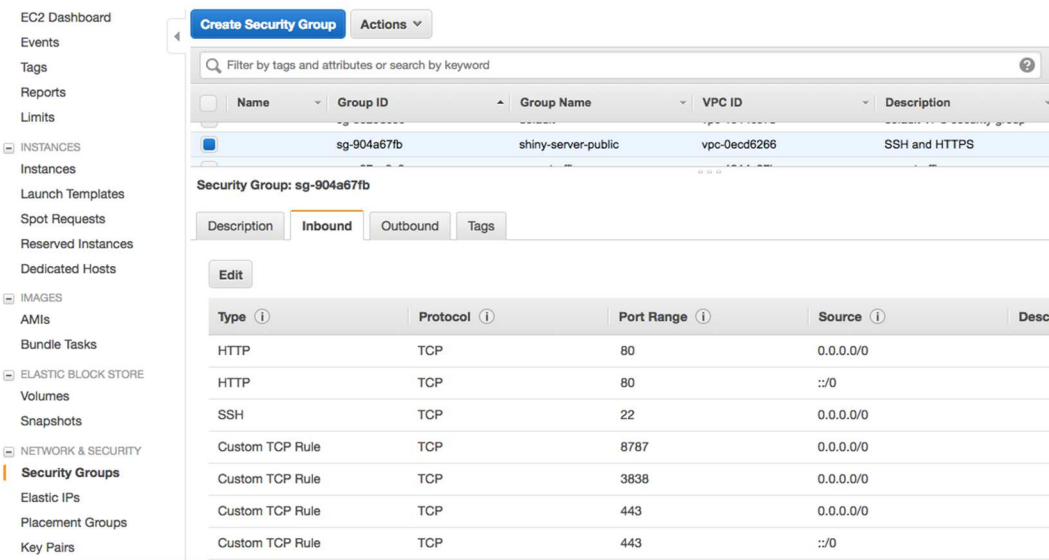 EC2 Dashboard
Events
Tags
Reports
Limits
INSTANCES
Instances
Launch Templates
Spot Requests
Reserved Instances
Dedicated Hosts
IMAGES
AMIs
Bundle Tasks
ELASTIC BLOCK STORE
Volumes
Snapshots
NETWORK & SECURITY
Security Groups
Elastic IPs
Placement Groups
Key Pairs
Create Security Group Actions
Filter by tags and attributes or search by keyword
Name Group ID Group Name VPC ID Description
sg-904a67fb shiny-server-public vpc-0ecd6266 SSH and HTTPS
Security Group: sg-904a67fb
Description Inbound Outbound Tags
Edit
Type Protocol Port Range Source Desc
HTTP TCP 80 0.0.0.0/0
HTTP TCP 80 ::/0
SSH TCP 22 0.0.0.0/0
Custom TCP Rule TCP 8787 0.0.0.0/0
Custom TCP Rule TCP 3838 0.0.0.0/0
Custom TCP Rule TCP 443 0.0.0.0/0
Custom TCP Rule TCP 443 ::/0